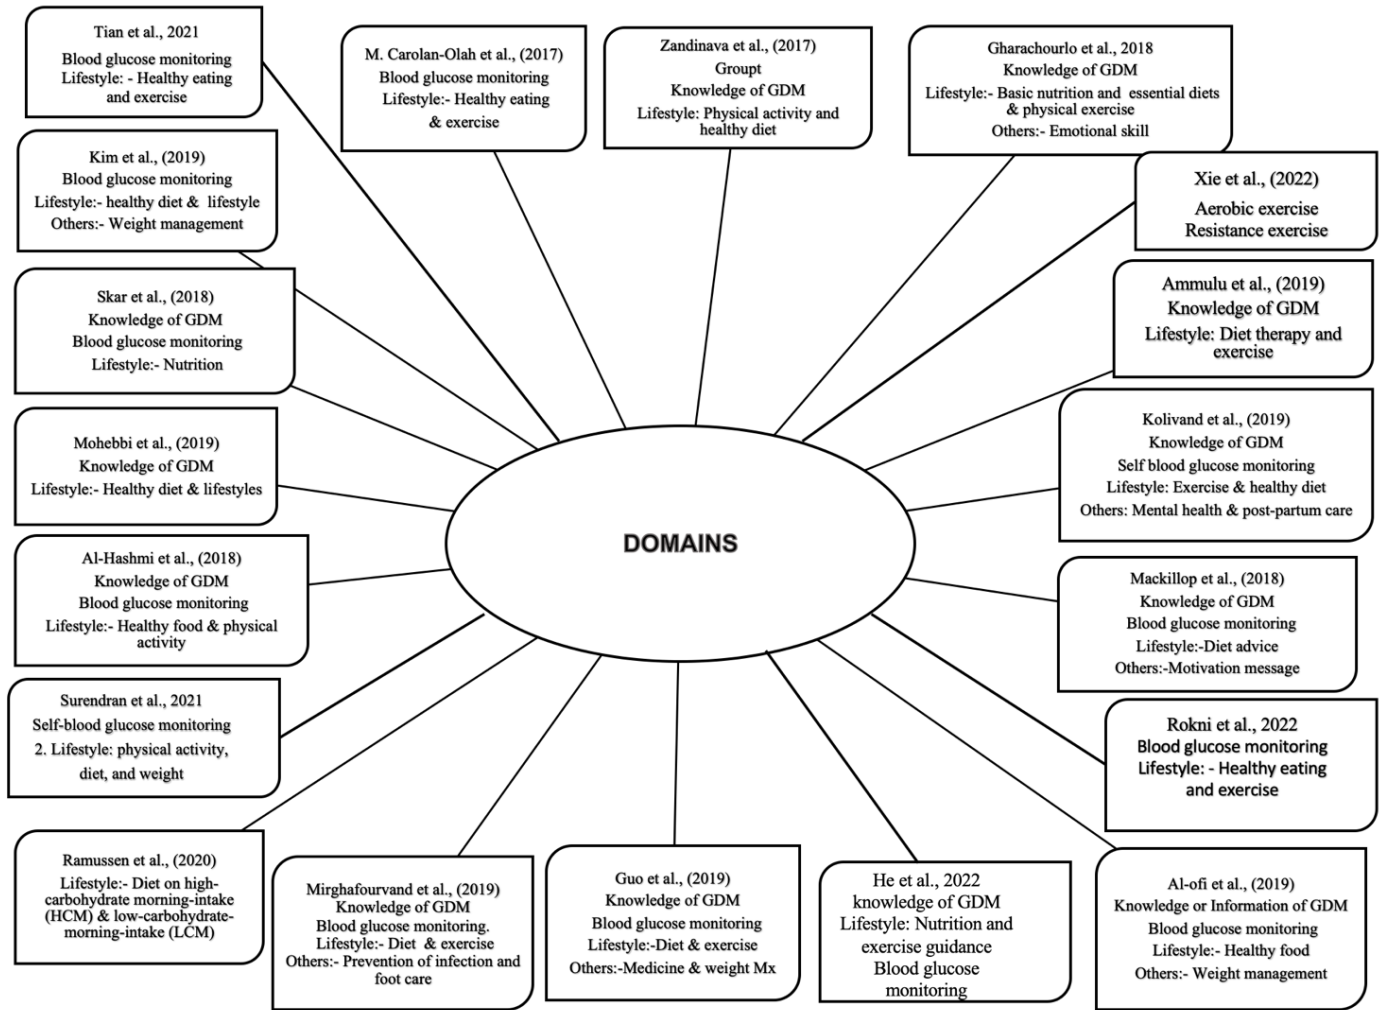 Tian et al., 2021
Blood glucose monitoring
Lifestyle: - Healthy eating
and exercise
M. Carolan-Olah et al., (2017)
Blood glucose monitoring
Lifestyle:- Healthy eating
& exercise
Zandinava et al., (2017)
Groupt
Knowledge of GDM
Lifestyle: Physical activity and
healthy diet
Gharachourlo et al., 2018
Knowledge of GDM
Lifestyle:- Basic nutrition and essential diets
& physical exercise
Others:- Emotional skill
Kim et al., (2019)
Blood glucose monitoring
Lifestyle:- healthy diet & lifestyle
Others:- Weight management
Xie et al., (2022)
Aerobic exercise
Resistance exercise
Skar et al., (2018)
Knowledge of GDM
Blood glucose monitoring
Lifestyle:- Nutrition
Ammulu et al., (2019)
Knowledge of GDM
Lifestyle: Diet therapy and
exercise
Mohebbi et al., (2019)
Knowledge of GDM
Lifestyle:- Healthy diet & lifestyles
Kolivand et al., (2019)
Knowledge of GDM
Self blood glucose monitoring
Lifestyle: Exercise & healthy diet
Others: Mental health & post-partum care
DOMAINS
Al-Hashmi et al., (2018)
Knowledge of GDM
Blood glucose monitoring
Lifestyle:- Healthy food & physical
activity
Mackillop et al., (2018)
Knowledge of GDM
Blood glucose monitoring
Lifestyle:-Diet advice
Others:-Motivation message
Surendran et al., 2021
Self-blood glucose monitoring
2. Lifestyle: physical activity,
diet, and weight
Rokni et al., 2022
Blood glucose monitoring
Lifestyle: - Healthy eating
and exercise
Ramussen et al., (2020)
Lifestyle:- Diet on high-
carbohydrate morning-intake
(HCM) & low-carbohydrate-
morning-intake (LCM)
Mirghafourvand et al., (2019)
Knowledge of GDM
Blood glucose monitoring.
Lifestyle:- Diet & exercise
Others:- Prevention of infection and
foot care
Guo et al., (2019)
Knowledge of GDM
Blood glucose monitoring
Lifestyle:-Diet & exercise
Others:-Medicine & weight Mx
He et al., 2022
knowledge of GDM
Lifestyle: Nutrition and
exercise guidance
Blood glucose
monitoring
Al-ofi et al., (2019)
Knowledge or Information of GDM
Blood glucose monitoring
Lifestyle:- Healthy food
Others:- Weight management